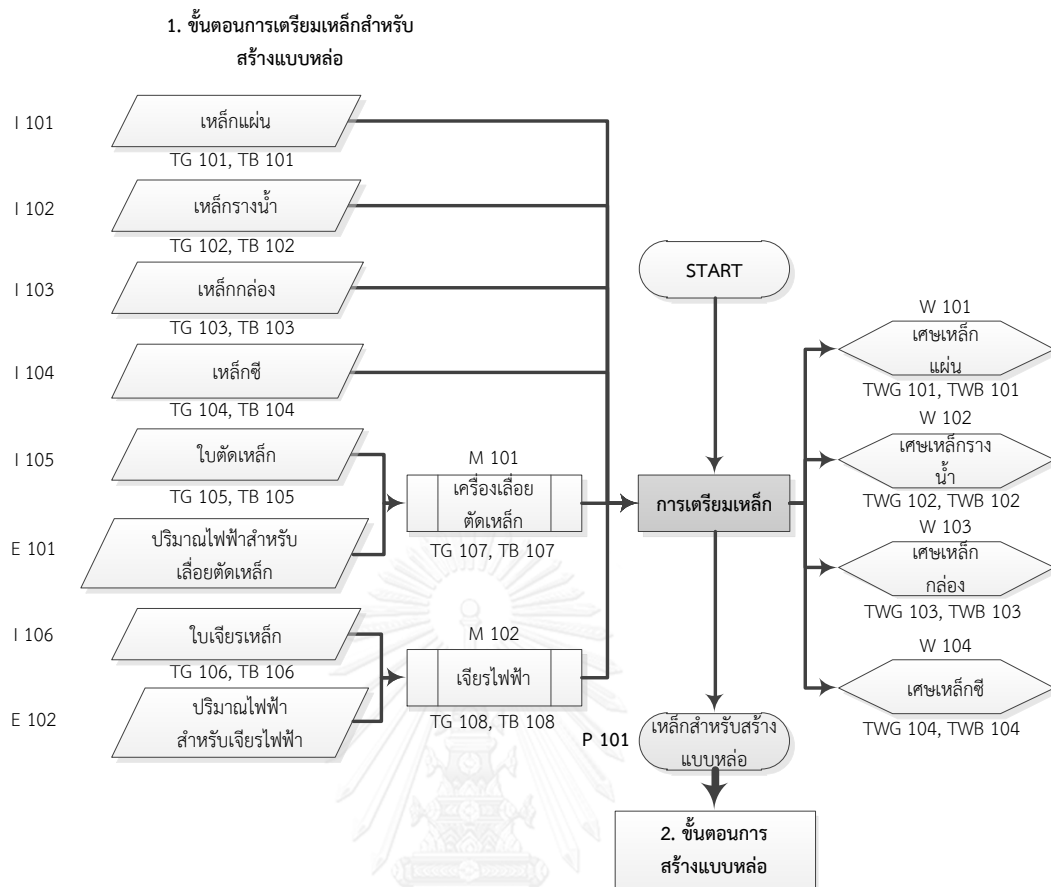 1. ขั้นตอนการเตรียมเหล็กสำหรับ
สร้างแบบหล่อ
I 101
เหล็กแผ่น
TG 101, TB 101
I 102
เหล็กรางน้ำ
TG 102, TB 102
I 103
เหล็กกล่อง
TG 103, TB 103
I 104
เหล็กซี
TG 104, TB 104
I 105
ใบตัดเหล็ก
TG 105, TB 105
E 101
ปริมาณไฟฟ้าสำหรับ
เลื่อยตัดเหล็ก
I 106
ใบเจียรเหล็ก
TG 106, TB 106
E 102
ปริมาณไฟฟ้า
สำหรับเจียรไฟฟ้า
M 101
เครื่องเลื่อย
ตัดเหล็ก
TG 107, TB 107
M 102
เจียรไฟฟ้า
TG 108, TB 108
START
การเตรียมเหล็ก
P 101
เหล็กสำหรับสร้าง
แบบหล่อ
2. ขั้นตอนการ
สร้างแบบหล่อ
W 101
เศษเหล็ก
แผ่น
TWG 101, TWB 101
W 102
เศษเหล็กราง
น้ำ
TWG 102, TWB 102
W 103
เศษเหล็ก
กล่อง
TWG 103, TWB 103
W 104
เศษเหล็กซี
TWG 104, TWB 104